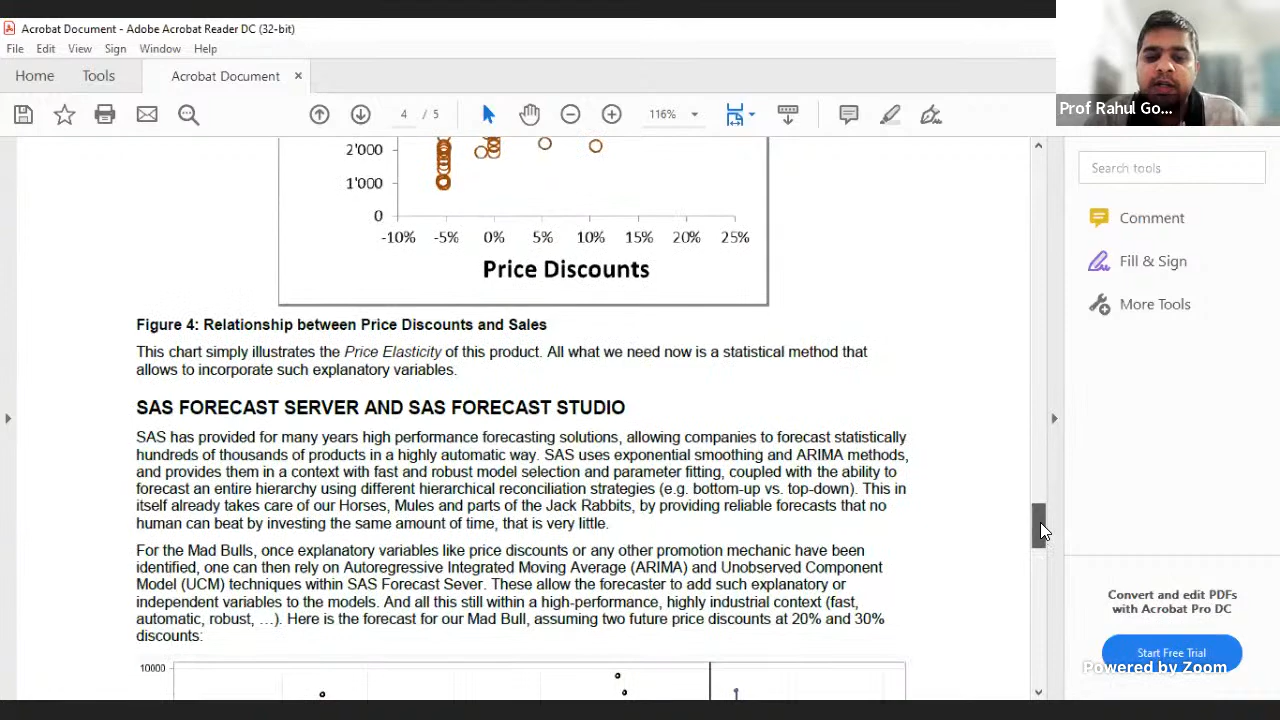 Acrobat Document - Adobe Acrobat Reader DC (32-bit)
File Edit View Sign Window Help
Home Tools Acrobat Document ×
4 / 5 116%
Prof Rahul Go...
Search tools
Comment
Fill & Sign
More Tools
2'000
1'000
0
-10% -5% 0% 5% 10% 15% 20% 25%
Price Discounts
Figure 4: Relationship between Price Discounts and Sales
This chart simply illustrates the Price Elasticity of this product. All what we need now is a statistical method that
allows to incorporate such explanatory variables.
SAS FORECAST SERVER AND SAS FORECAST STUDIO
SAS has provided for many years high performance forecasting solutions, allowing companies to forecast statistically
hundreds of thousands of products in a highly automatic way. SAS uses exponential smoothing and ARIMA methods,
and provides them in a context with fast and robust model selection and parameter fitting, coupled with the ability to
forecast an entire hierarchy using different hierarchical reconciliation strategies (e.g. bottom-up vs. top-down). This in
itself already takes care of our Horses, Mules and parts of the Jack Rabbits, by providing reliable forecasts that no
human can beat by investing the same amount of time, that is very little.
For the Mad Bulls, once explanatory variables like price discounts or any other promotion mechanic have been
identified, one can then rely on Autoregressive Integrated Moving Average (ARIMA) and Unobserved Component
Model (UCM) techniques within SAS Forecast Sever. These allow the forecaster to add such explanatory or
independent variables to the models. And all this still within a high-performance, highly industrial context (fast,
automatic, robust, …). Here is the forecast for our Mad Bull, assuming two future price discounts at 20% and 30%
discounts:
10000
Convert and edit PDFs
with Acrobat Pro DC
Start Free Trial
Powered by Zoom